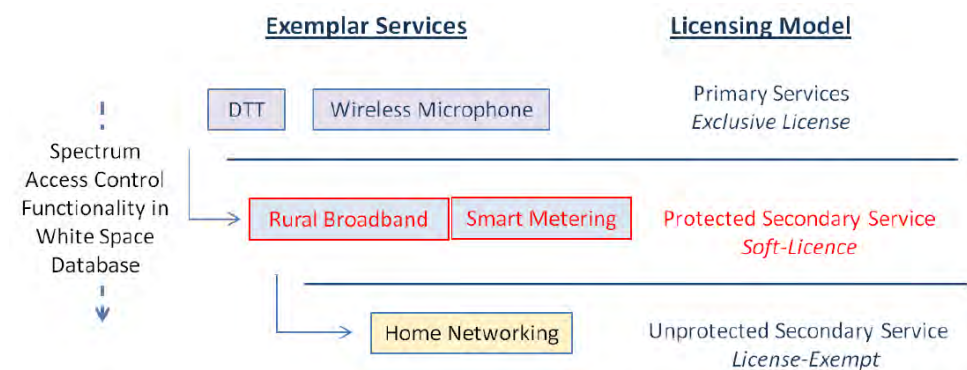 Exemplar Services
Licensing Model
DTT
Wireless Microphone
Primary Services
Exclusive License
Spectrum
Access Control
Functionality in
White Space
Database
Rural Broadband
Smart Metering
Protected Secondary Service
Soft-Licence
Home Networking
Unprotected Secondary Service
License-Exempt